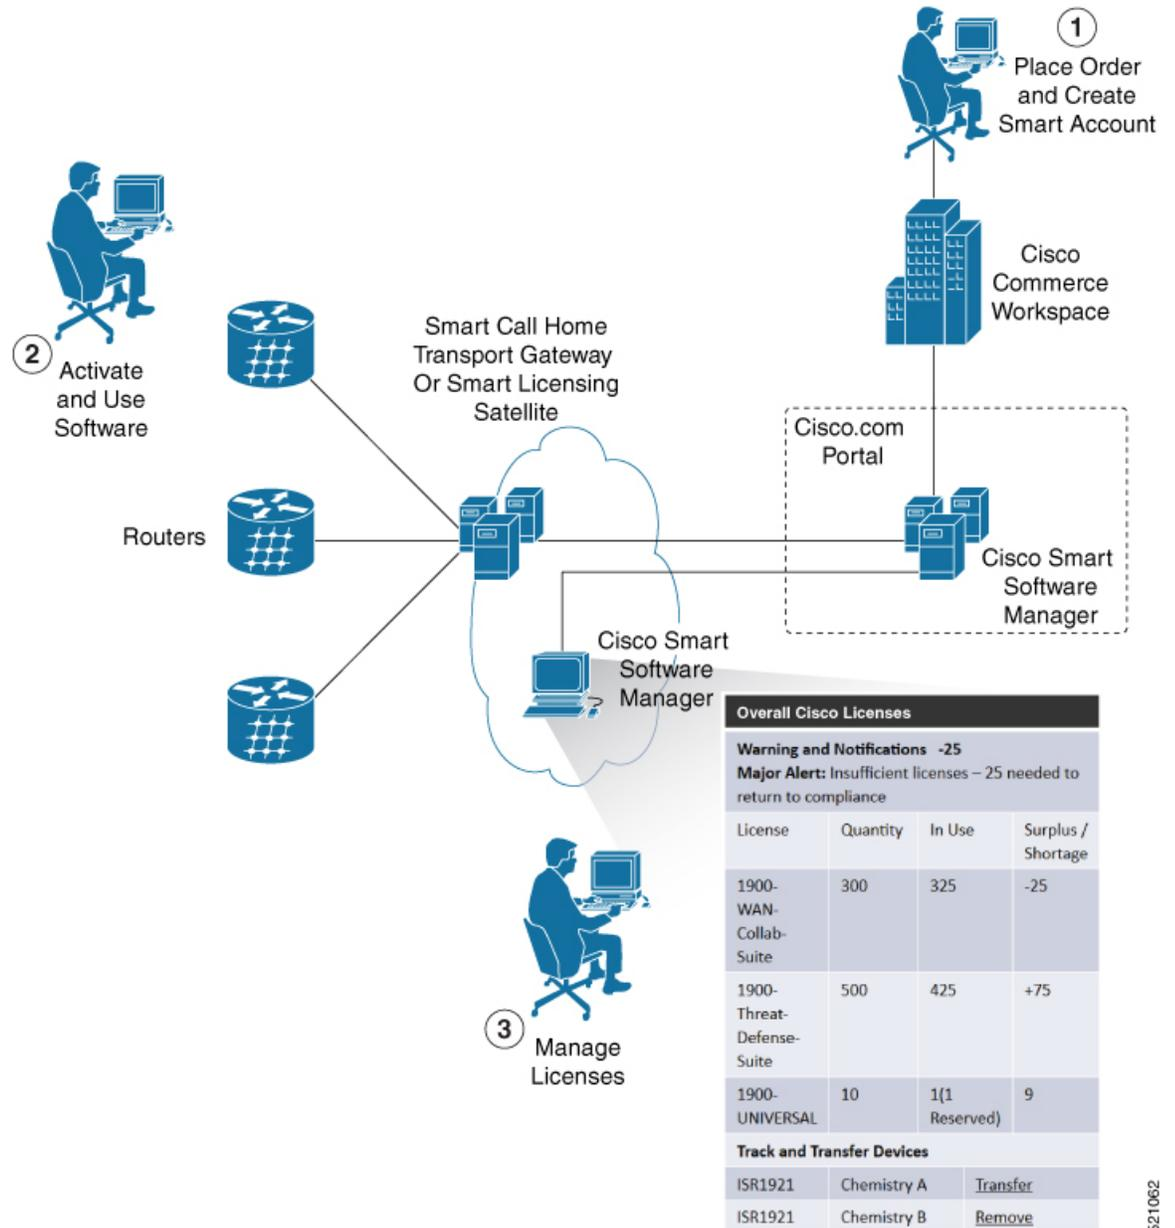 1
Place Order
and Create
Smart Account
Cisco
Commerce
Workspace
2
Activate
and Use
Software
Smart Call Home
Transport Gateway
Or Smart Licensing
Satellite
Cisco.com
Portal
Routers
Cisco Smart
Software
Manager
Cisco Smart
Software
Manager
Overall Cisco Licenses
Warning and Notifications -25
Major Alert: Insufficient licenses – 25 needed to
return to compliance
License Quantity In Use Surplus /
Shortage
1900- 300 325 -25
WAN-
Collab-
Suite
1900- 500 425 +75
Threat-
Defense-
Suite
1900- 10 1(1 9
UNIVERSAL Reserved)
Track and Transfer Devices
ISR1921 Chemistry A Transfer
ISR1921 Chemistry B Remove
3
Manage
Licenses
521062